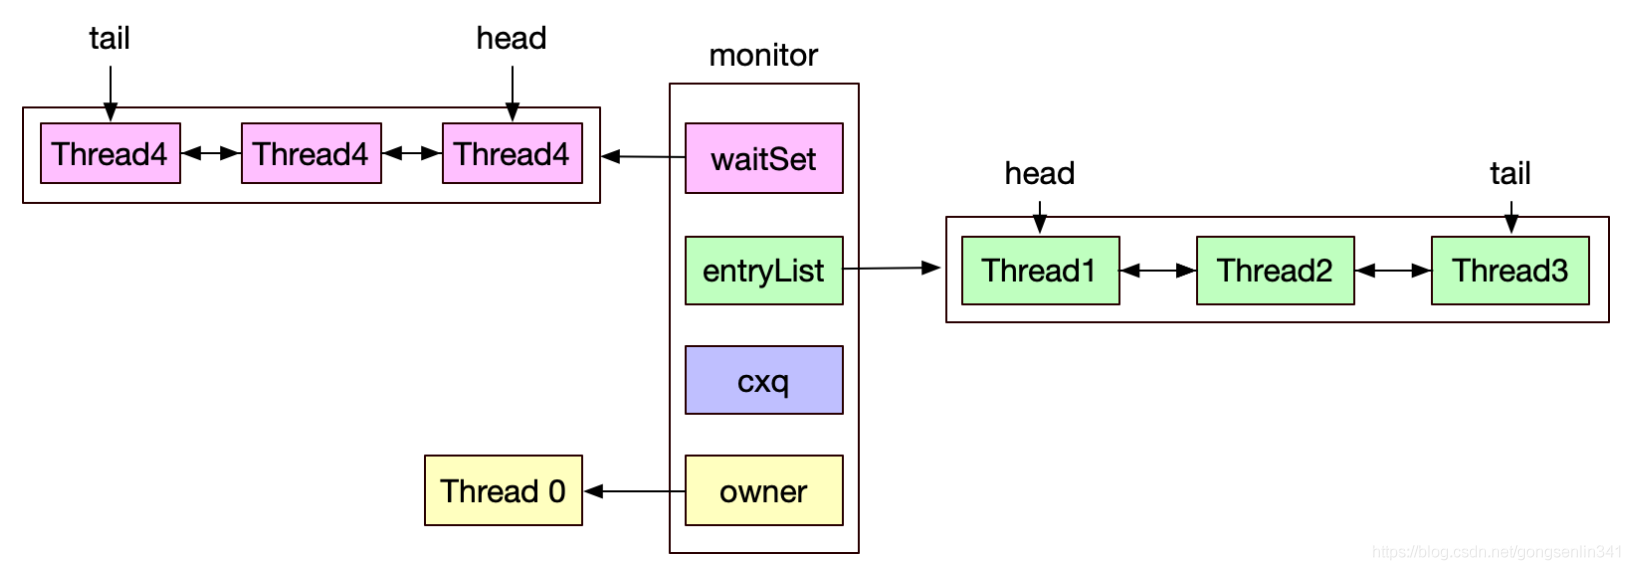 tail
head
monitor
Thread4
Thread4
Thread4
waitSet
head
tail
entryList
Thread1
Thread2
Thread3
cxq
Thread 0
owner
https://blog.csdn.net/gongsenlin341